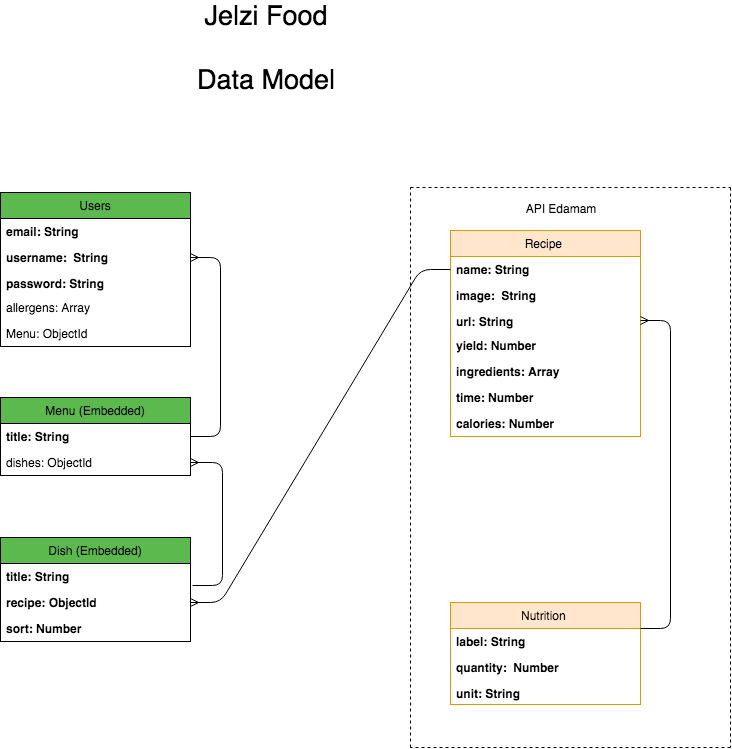 Jelzi Food
Data Model
Users
email: String
username: String
password: String
allergens: Array
Menu: ObjectId
Menu (Embedded)
title: String
dishes: ObjectId
Dish (Embedded)
title: String
recipe: ObjectId
sort: Number
API Edamam
Recipe
name: String
image: String
url: String
yield: Number
ingredients: Array
time: Number
calories: Number
Nutrition
label: String
quantity: Number
unit: String